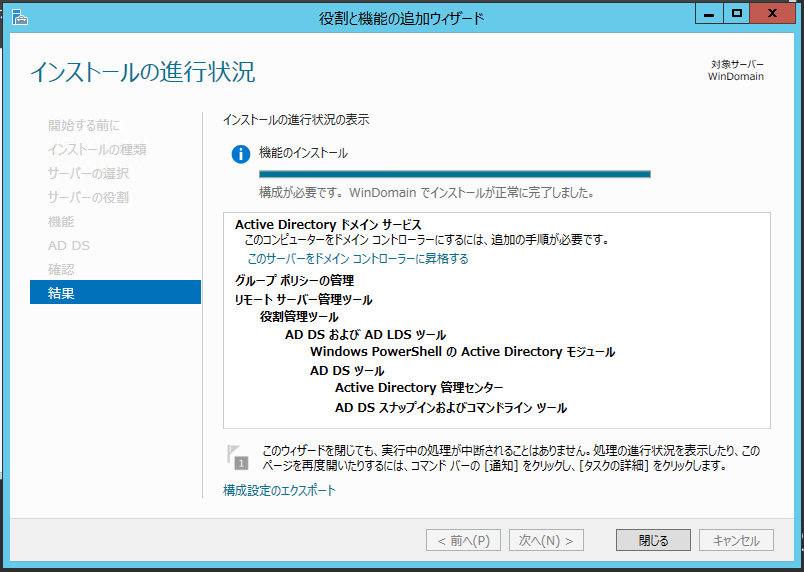 役割と機能の追加ウィザード
インストールの進行状況
対象サーバー
WinDomain
開始する前に
インストールの種類
サーバーの選択
サーバーの役割
機能
AD DS
確認
結果
インストールの進行状況の表示
機能のインストール
構成が必要です。 WinDomain でインストールが正常に完了しました。
Active Directory ドメイン サービス
このコンピューターをドメイン コントローラーにするには、追加の手順が必要です。
このサーバーをドメイン コントローラーに昇格する
グループ ポリシーの管理
リモート サーバー管理ツール
役割管理ツール
AD DS および AD LDS ツール
Windows PowerShell の Active Directory モジュール
AD DS ツール
Active Directory 管理センター
AD DS スナップインおよびコマンドライン ツール
1
このウィザードを閉じても、実行中の処理が中断されることはありません。処理の進行状況を表示したり、この
ページを再度開いたりするには、コマンド バーの [通知] をクリックし、[タスクの詳細] をクリックします。
構成設定のエクスポート
< 前へ(P)
次へ(N) >
閉じる
キャンセル